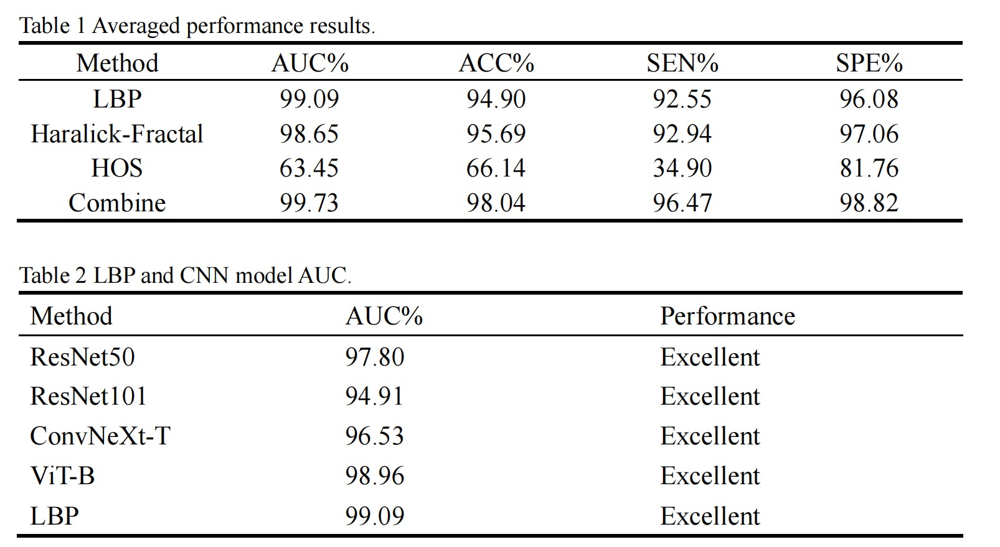 Table 1 Averaged performance results.
Method AUC% ACC% SEN% SPE%
LBP 99.09 94.90 92.55 96.08
Haralick-Fractal 98.65 95.69 92.94 97.06
HOS 63.45 66.14 34.90 81.76
Combine 99.73 98.04 96.47 98.82
Table 2 LBP and CNN model AUC.
Method AUC% Performance
ResNet50 97.80 Excellent
ResNet101 94.91 Excellent
ConvNeXt-T 96.53 Excellent
ViT-B 98.96 Excellent
LBP 99.09 Excellent